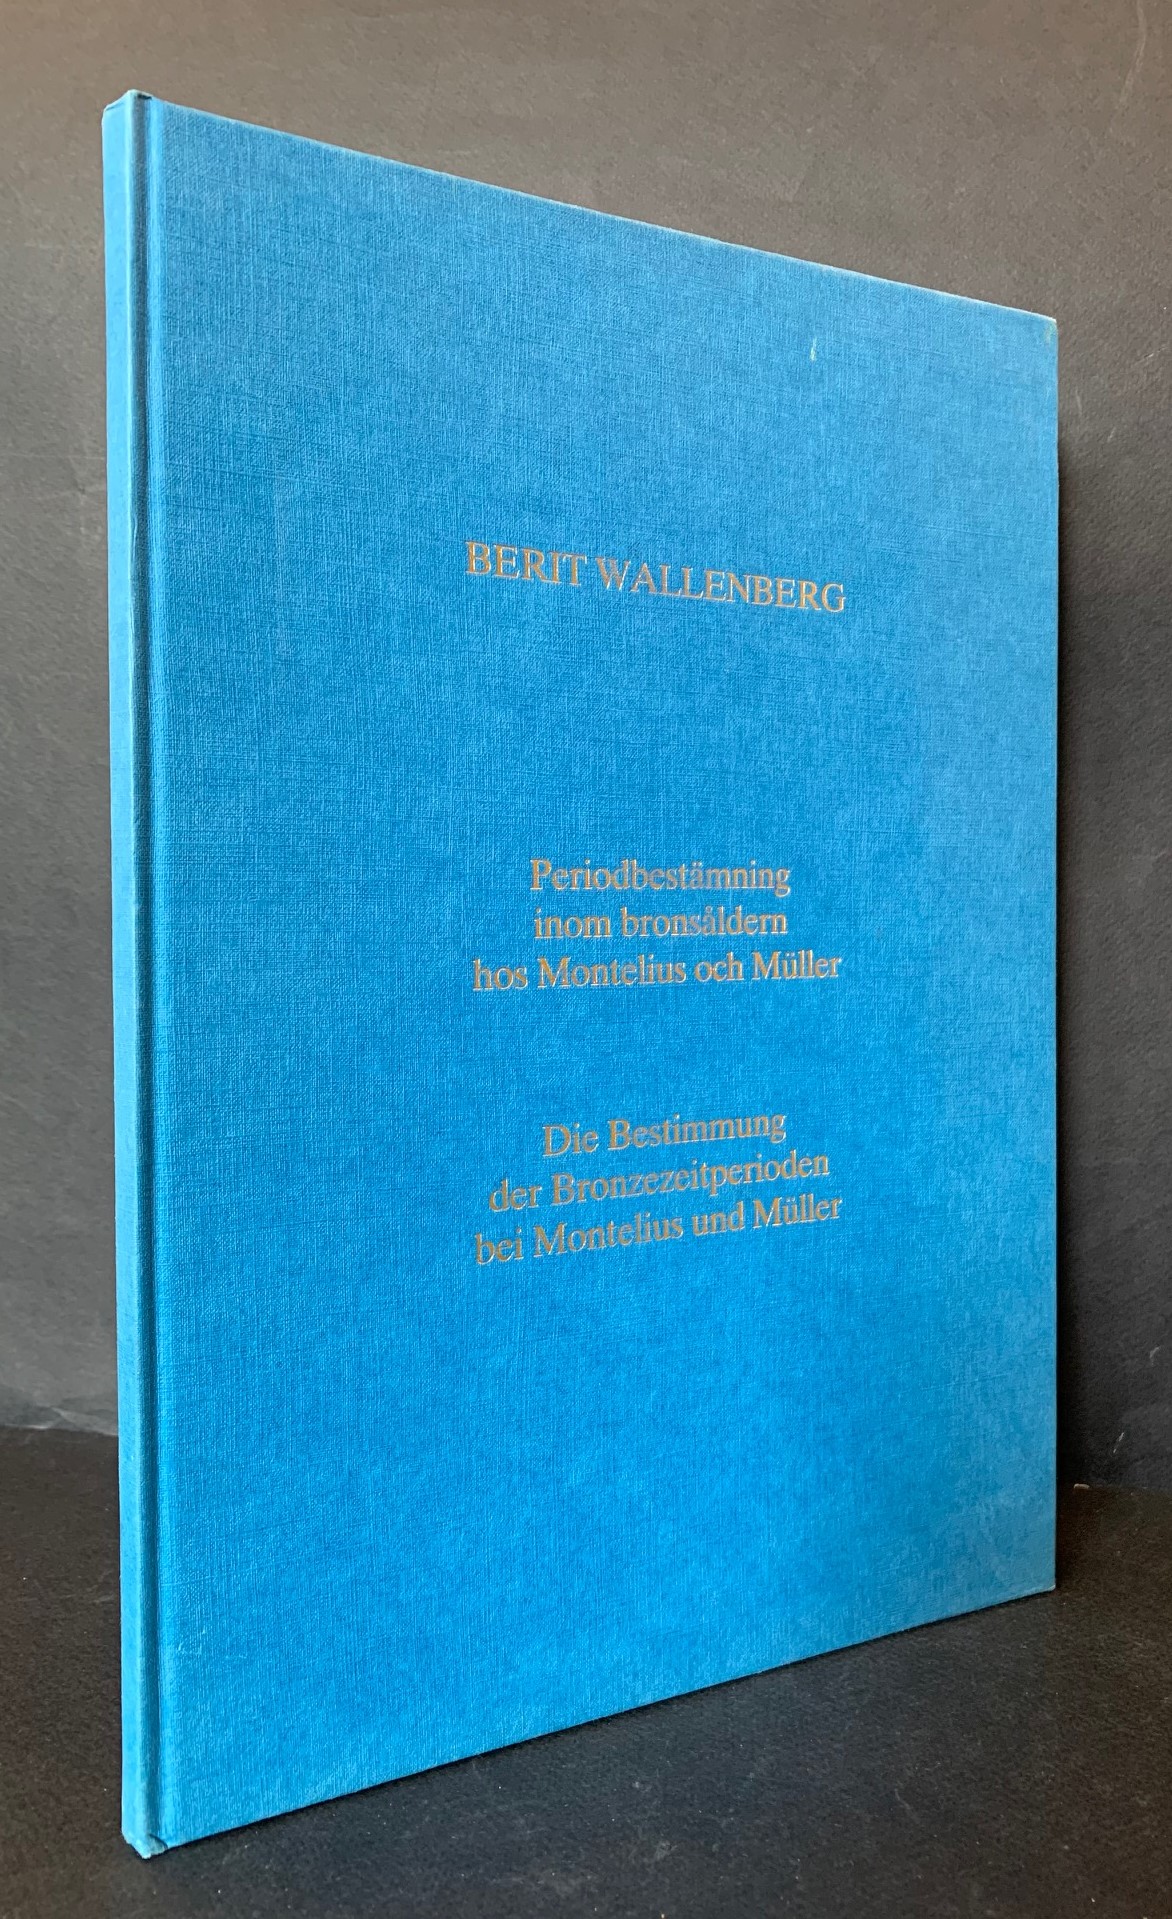 BERIT WALLENBERG
Periodbestämning
inom bronsåldern
hos Montelius och Müller
Die Bestimmung
der Bronzezeitperioden
bei Montelius und Müller